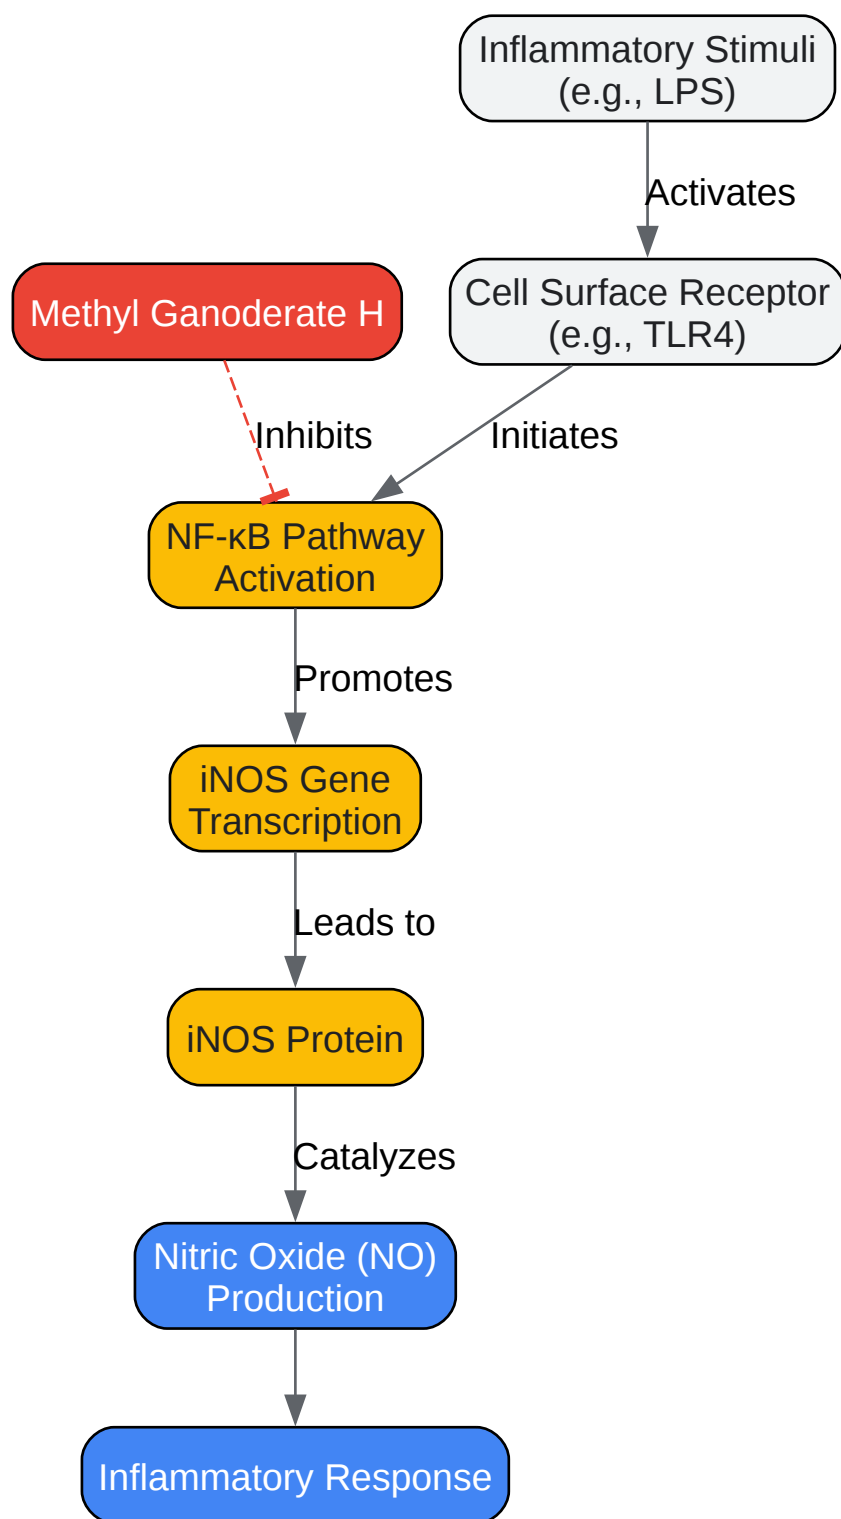 Inflammatory Stimuli
(e.g., LPS)
Activates
Methyl Ganoderate H
Cell Surface Receptor
(e.g., TLR4)
Inhibits
Initiates
NF-κB Pathway
Activation
Promotes
iNOS Gene
Transcription
Leads to
iNOS Protein
Catalyzes
Nitric Oxide (NO)
Production
Inflammatory Response